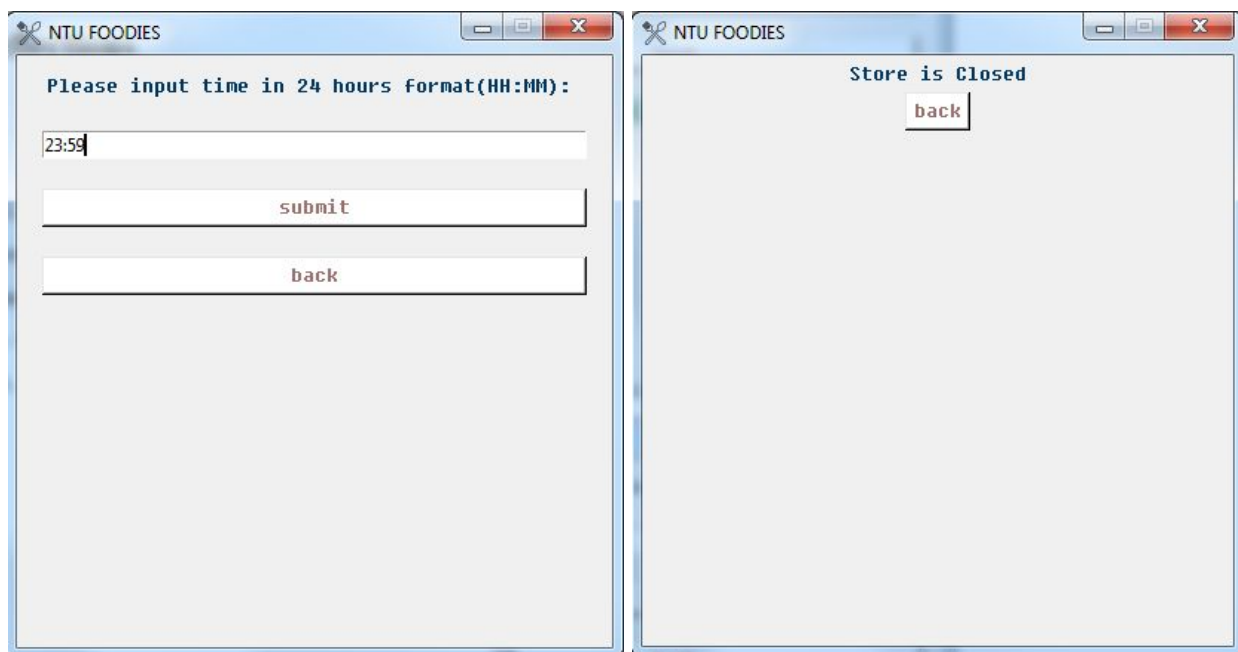 NTU FOODIES
Please input time in 24 hours format(HH:MM):
23:59
submit
back
NTU FOODIES
Store is Closed
back